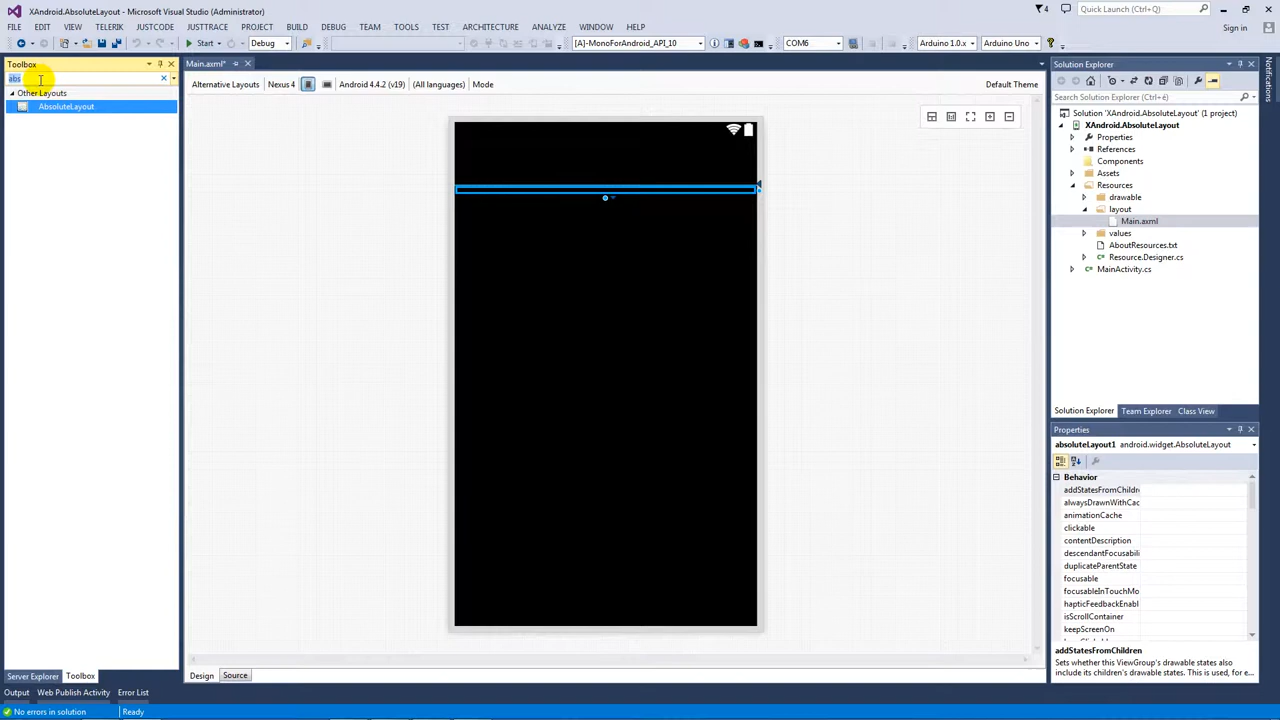 XAndroid.AbsoluteLayout - Microsoft Visual Studio (Administrator)
4
Quick Launch (Ctrl+Q)
FILE EDIT VIEW TELERIK JUSTCODE JUSTTRACE PROJECT BUILD DEBUG TEAM TOOLS TEST ARCHITECTURE ANALYZE WINDOW HELP
Sign in
Start Debug [A]-MonoForAndroid_API_10 COM6 Arduino 1.0.x Arduino Uno
Toolbox
abs
Other Layouts
AbsoluteLayout
Server Explorer Toolbox
Main.axml*
Alternative Layouts Nexus 4 Android 4.4.2 (v19) (All languages) Mode Default Theme
Design Source
Solution Explorer
Search Solution Explorer (Ctrl+é)
Solution 'XAndroid.AbsoluteLayout' (1 project)
XAndroid.AbsoluteLayout
Properties
References
Components
Assets
Resources
drawable
layout
Main.axml
values
AboutResources.txt
Resource.Designer.cs
MainActivity.cs
Solution Explorer Team Explorer Class View
Properties
absoluteLayout1 android.widget.AbsoluteLayout
Behavior
addStatesFromChildre
alwaysDrawnWithCac
animationCache
clickable
contentDescription
descendantFocusabili
duplicateParentState
focusable
focusableInTouchMo
hapticFeedbackEnabl
isScrollContainer
keepScreenOn
addStatesFromChildren
Sets whether this ViewGroup's drawable states also
include its children's drawable states. This is used, for e...
Notifications
Output Web Publish Activity Error List
No errors in solution Ready